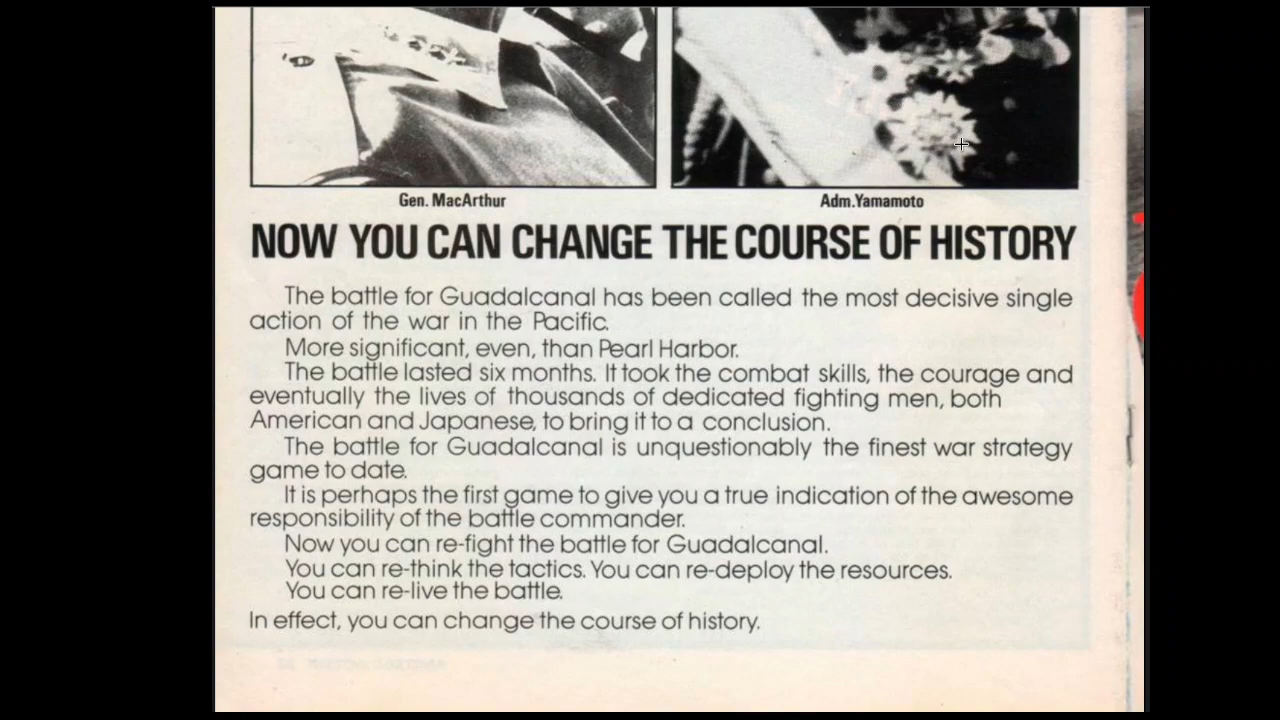 Gen. MacArthur
Adm.Yamamoto
NOW YOU CAN CHANGE THE COURSE OF HISTORY
The battle for Guadalcanal has been called the most decisive single
action of the war in the Pacific.
More significant, even, than Pearl Harbor.
The battle lasted six months. It took the combat skills, the courage and
eventually the lives of thousands of dedicated fighting men, both
American and Japanese, to bring it to a conclusion.
The battle for Guadalcanal is unquestionably the finest war strategy
game to date.
It is perhaps the first game to give you a true indication of the awesome
responsibility of the battle commander.
Now you can re-fight the battle for Guadalcanal.
You can re-think the tactics. You can re-deploy the resources.
You can re-live the battle.
In effect, you can change the course of history.